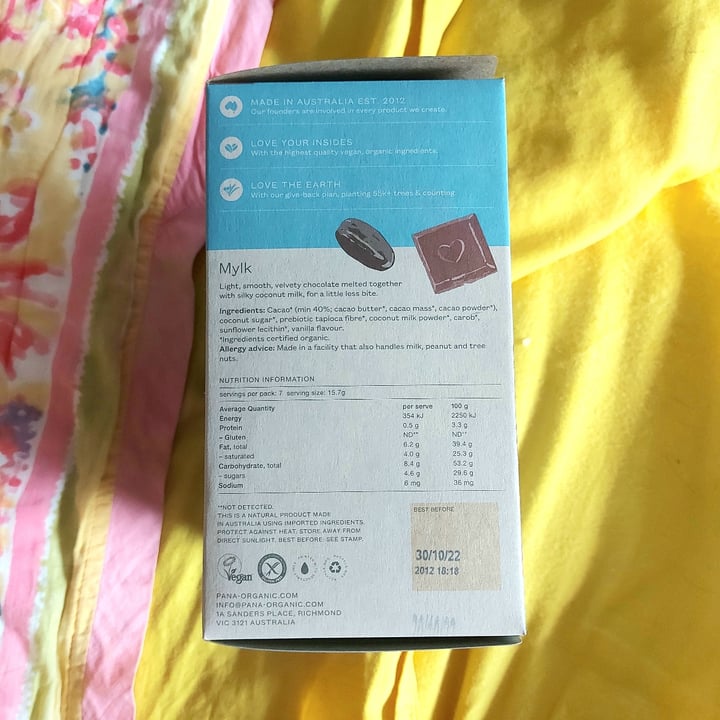 MADE IN AUSTRALIA EST. 2012
Our founders are involved in every product we create.
LOVE YOUR INSIDES
With the highest quality vegan, organic ingredients.
LOVE THE EARTH
With our give-back plan, planting 55k+ trees & counting.
Mylk
Light, smooth, velvety chocolate melted together
with silky coconut milk, for a little less bite.
Ingredients: Cacao* (min 40%; cacao butter*, cacao mass*, cacao powder*),
coconut sugar*, prebiotic tapioca fibre*, coconut milk powder*, carob*,
sunflower lecithin*, vanilla flavour.
*Ingredients certified organic.
Allergy advice: Made in a facility that also handles milk, peanut and tree
nuts.
NUTRITION INFORMATION
servings per pack: 7 serving size: 15.7g
Average Quantity per serve 100 g
Energy 354 kJ 2250 kJ
Protein 0.5 g 3.3 g
– Gluten ND** ND**
Fat, total 6.2 g 39.4 g
– saturated 4.0 g 25.3 g
Carbohydrate, total 8.4 g 53.2 g
– sugars 4.6 g 29.6 g
Sodium 6 mg 36 mg
**NOT DETECTED.
THIS IS A NATURAL PRODUCT MADE
IN AUSTRALIA USING IMPORTED INGREDIENTS.
PROTECT AGAINST HEAT. STORE AWAY FROM
DIRECT SUNLIGHT. BEST BEFORE: SEE STAMP.
BEST BEFORE
30/10/22
2012 18:18
Vegan
PANA-ORGANIC.COM
INFO@PANA-ORGANIC.COM
1A SANDERS PLACE, RICHMOND
VIC 3121 AUSTRALIA